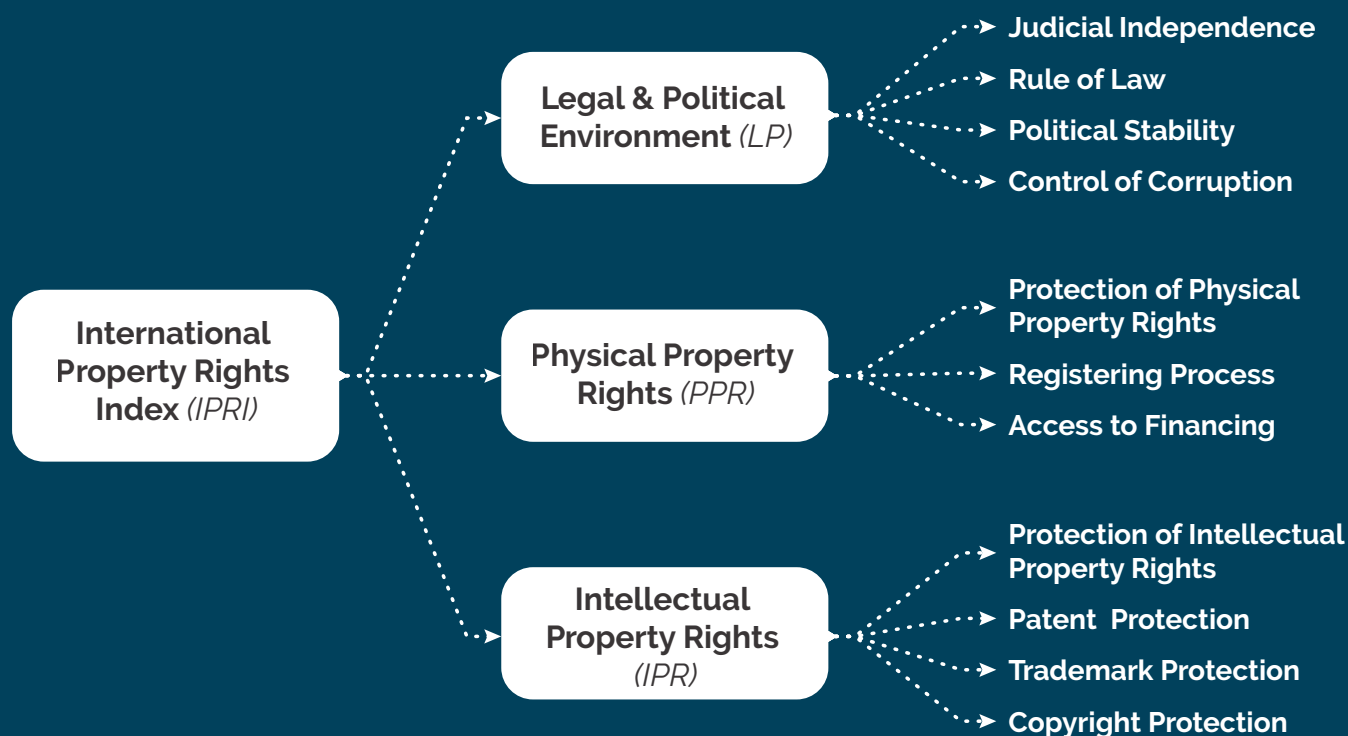 International
Property Rights
Index (IPRI)
Legal & Political
Environment (LP)
Judicial Independence
Rule of Law
Political Stability
Control of Corruption
Physical Property
Rights (PPR)
Protection of Physical
Property Rights
Registering Process
Access to Financing
Intellectual
Property Rights
(IPR)
Protection of Intellectual
Property Rights
Patent  Protection
Trademark Protection
Copyright Protection